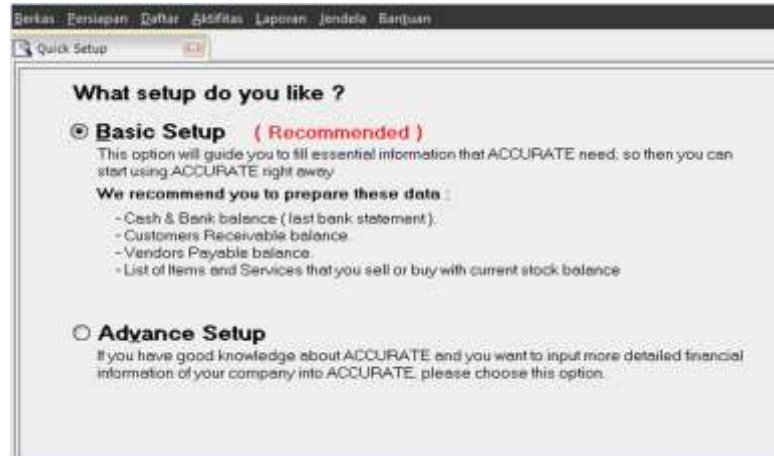 Berkas Persiapan Daftar Aktifitas Laporan Jendela Bantuan
Quick Setup
What setup do you like ?
Basic Setup ( Recommended )
This option will guide you to fill essential information that ACCURATE need, so then you can
start using ACCURATE right away
We recommend you to prepare these data :
- Cash & Bank balance ( last bank statement ).
- Customers Receivable balance.
- Vendors Payable balance.
- List of Items and Services that you sell or buy with current stock balance
Advance Setup
If you have good knowledge about ACCURATE and you want to input more detailed financial
information of your company into ACCURATE, please choose this option.